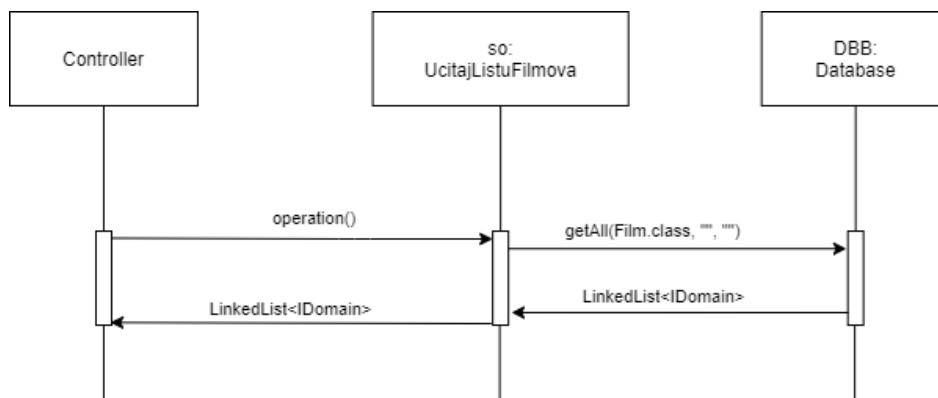 Controller
so:
UcitajListuFilmova
DBB:
Database
operation()
getAll(Film.class, "", "")
LinkedList<IDomain>
LinkedList<IDomain>